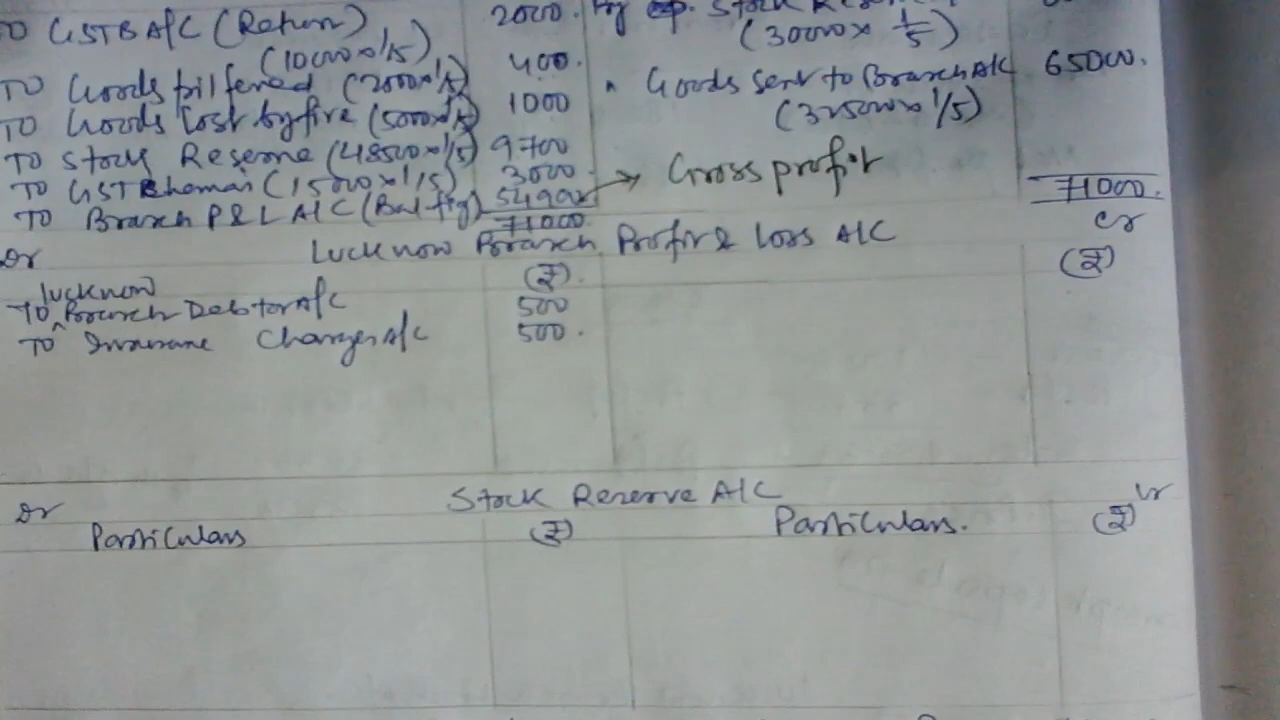 To GSTB A/C (Return) 2000. By op. Stock
(10000×1/5) (30000× 1/5)
To Goods pilfered (2000×1/5) 400. " Goods sent to Branch A/C 65000.
To Goods lost by fire (5000×1/5) 1000 (325000×1/5)
To Stock Reserve (48500×1/5) 9700
To GSTB (15000×1/5) 3000 → Gross profit
To Branch P&L A/C (Bal fig) 54900 71000.
71000
Dr Lucknow Branch Profit & Loss A/C Cr
(₹). (₹)
lucknow
To ^ Branch Debtor A/c 500
To Insurance Charges A/c 500.
Dr Stock Reserve A/C Cr
Particulars (₹) Particulars. (₹)